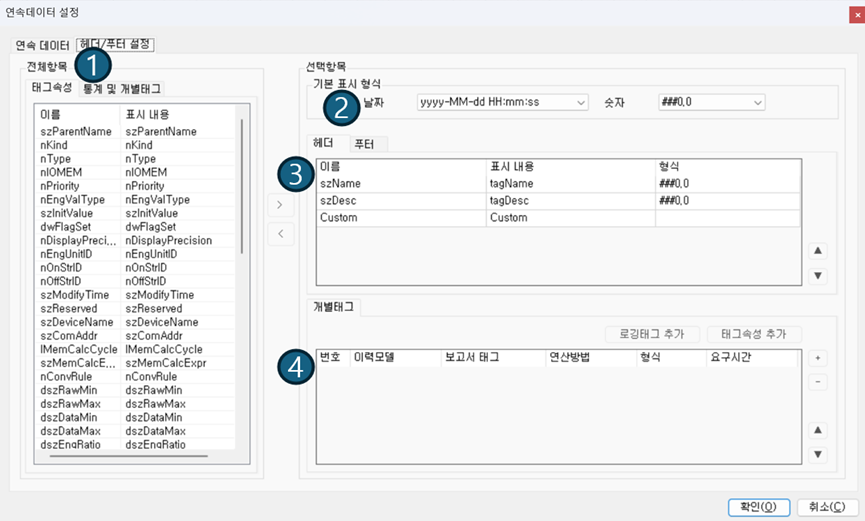 연속데이터 설정
×
연속 데이터 헤더/푸터 설정
1
전체항목
태그속성 통계 및 개별태그
이름 표시 내용
szParentName szParentName
nKind nKind
nType nType
nIOMEM nIOMEM
nPriority nPriority
nEngValType nEngValType
szInitValue szInitValue
dwFlagSet dwFlagSet
nDisplayPreci... nDisplayPrecision
nEngUnitID nEngUnitID
nOnStrID nOnStrID
nOffStrID nOffStrID
szModifyTime szModifyTime
szReserved szReserved
szDeviceName szDeviceName
szComAddr szComAddr
lMemCalcCycle lMemCalcCycle
szMemCalcE... szMemCalcExpr
nConvRule nConvRule
dszRawMin dszRawMin
dszRawMax dszRawMax
dszDataMin dszDataMin
dszDataMax dszDataMax
dszEngRatio dszEngRatio
>
<
선택항목
기본 표시 형식
2 날짜 yyyy-MM-dd HH:mm:ss 숫자 ###0.0
헤더 푸터
3
이름 표시 내용 형식
szName tagName ###0.0
szDesc tagDesc ###0.0
Custom Custom
▲
▼
개별태그
로깅태그 추가 태그속성 추가
4
번호 이력모델 보고서 태그 연산방법 형식 요구시간
+
-
▲
▼
확인(O) 취소(C)